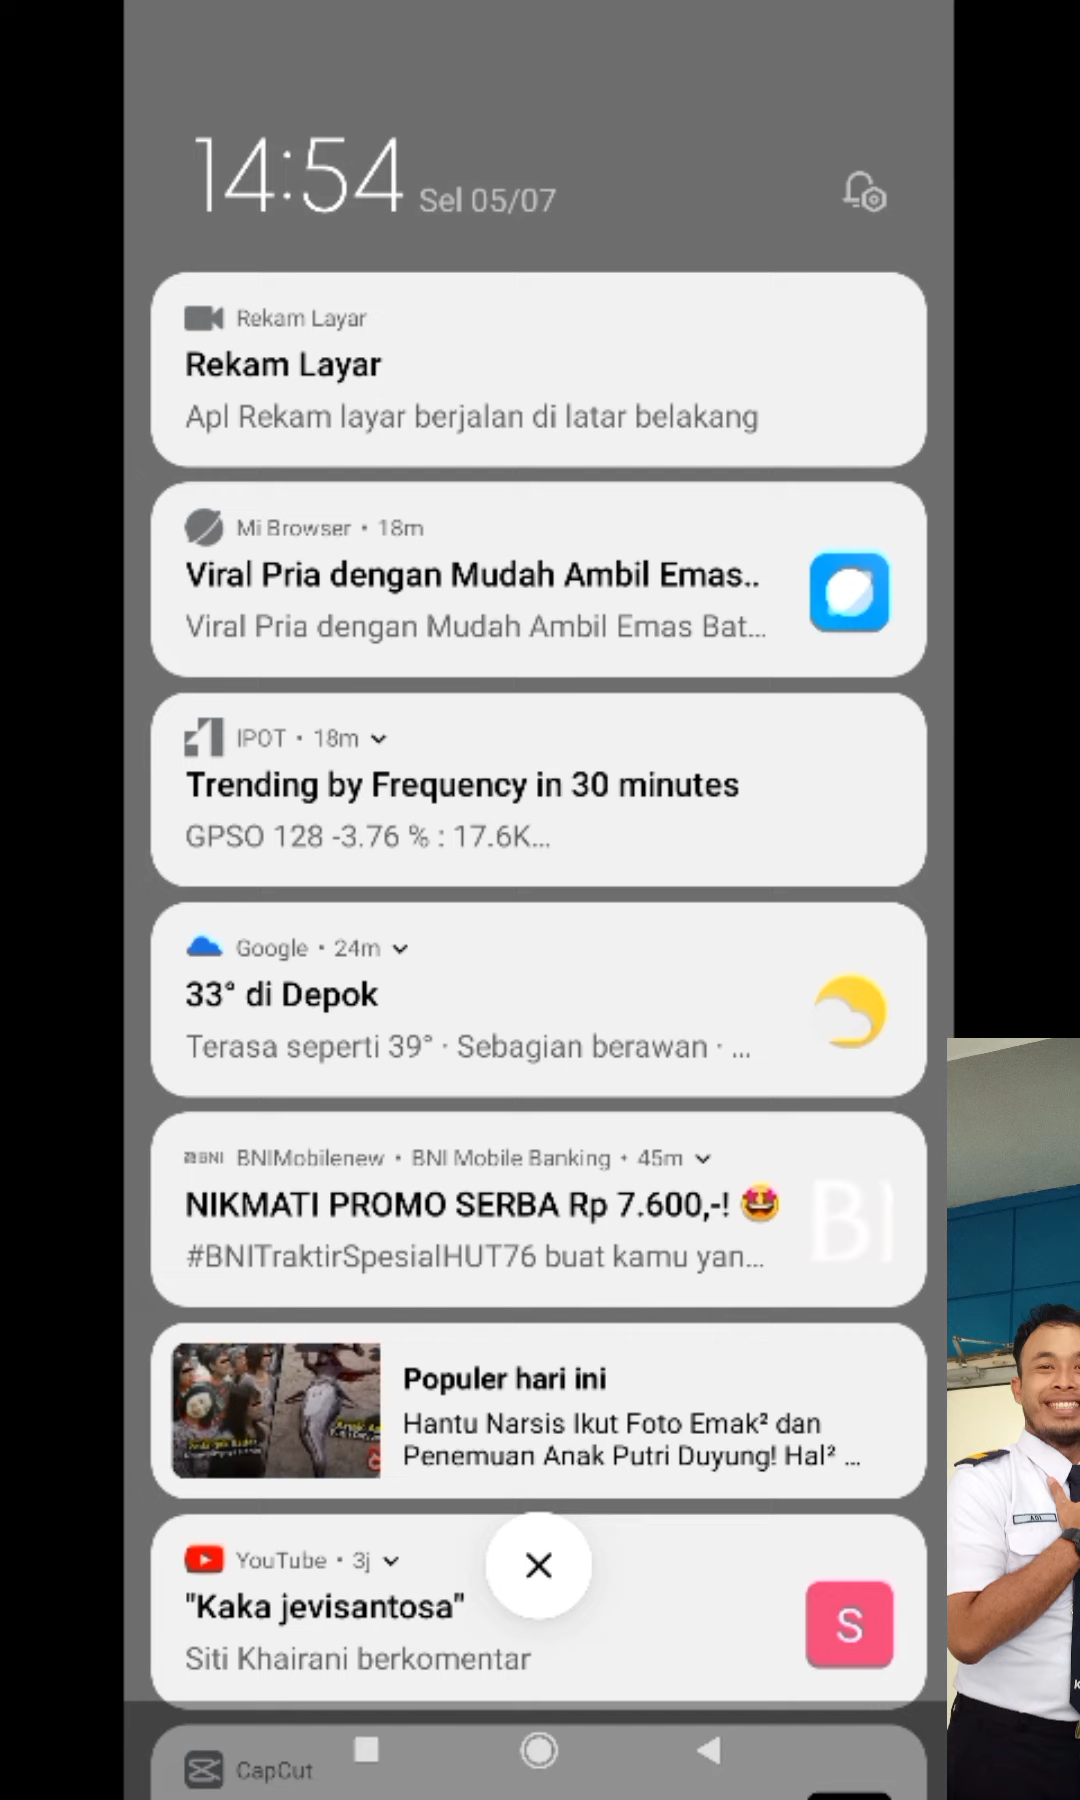 14:54 Sel 05/07
Rekam Layar
Rekam Layar
Apl Rekam layar berjalan di latar belakang
Mi Browser • 18m
Viral Pria dengan Mudah Ambil Emas..
Viral Pria dengan Mudah Ambil Emas Bat...
IPOT • 18m
Trending by Frequency in 30 minutes
GPSO 128 -3.76 % : 17.6K...
Google • 24m
33° di Depok
Terasa seperti 39° · Sebagian berawan · ...
BNI BNIMobilenew • BNI Mobile Banking • 45m
NIKMATI PROMO SERBA Rp 7.600,-! 🤩
#BNITraktirSpesialHUT76 buat kamu yan...
BI
Populer hari ini
Hantu Narsis Ikut Foto Emak² dan
Penemuan Anak Putri Duyung! Hal² ...
YouTube • 3j
"Kaka jevisantosa"
Siti Khairani berkomentar
S
CapCut